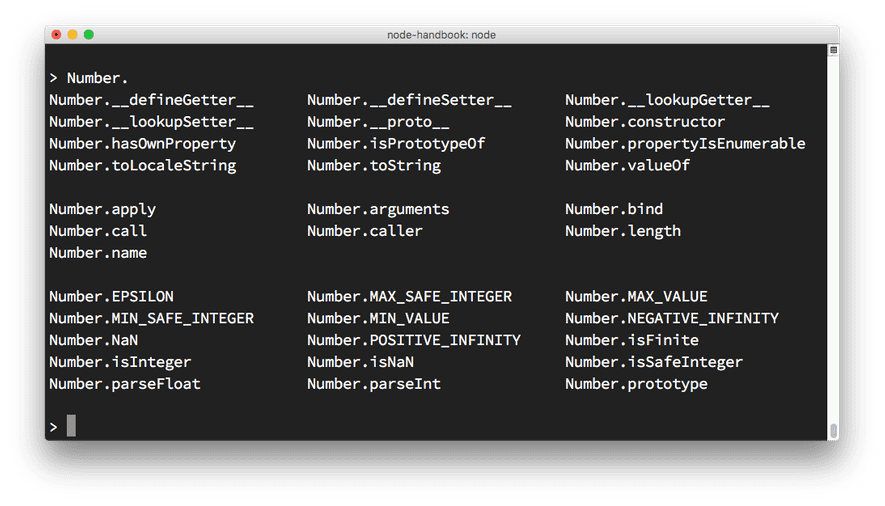 node-handbook: node
> Number.
Number.__defineGetter__ Number.__defineSetter__ Number.__lookupGetter__
Number.__lookupSetter__ Number.__proto__ Number.constructor
Number.hasOwnProperty Number.isPrototypeOf Number.propertyIsEnumerable
Number.toLocaleString Number.toString Number.valueOf
Number.apply Number.arguments Number.bind
Number.call Number.caller Number.length
Number.name
Number.EPSILON Number.MAX_SAFE_INTEGER Number.MAX_VALUE
Number.MIN_SAFE_INTEGER Number.MIN_VALUE Number.NEGATIVE_INFINITY
Number.NaN Number.POSITIVE_INFINITY Number.isFinite
Number.isInteger Number.isNaN Number.isSafeInteger
Number.parseFloat Number.parseInt Number.prototype
>